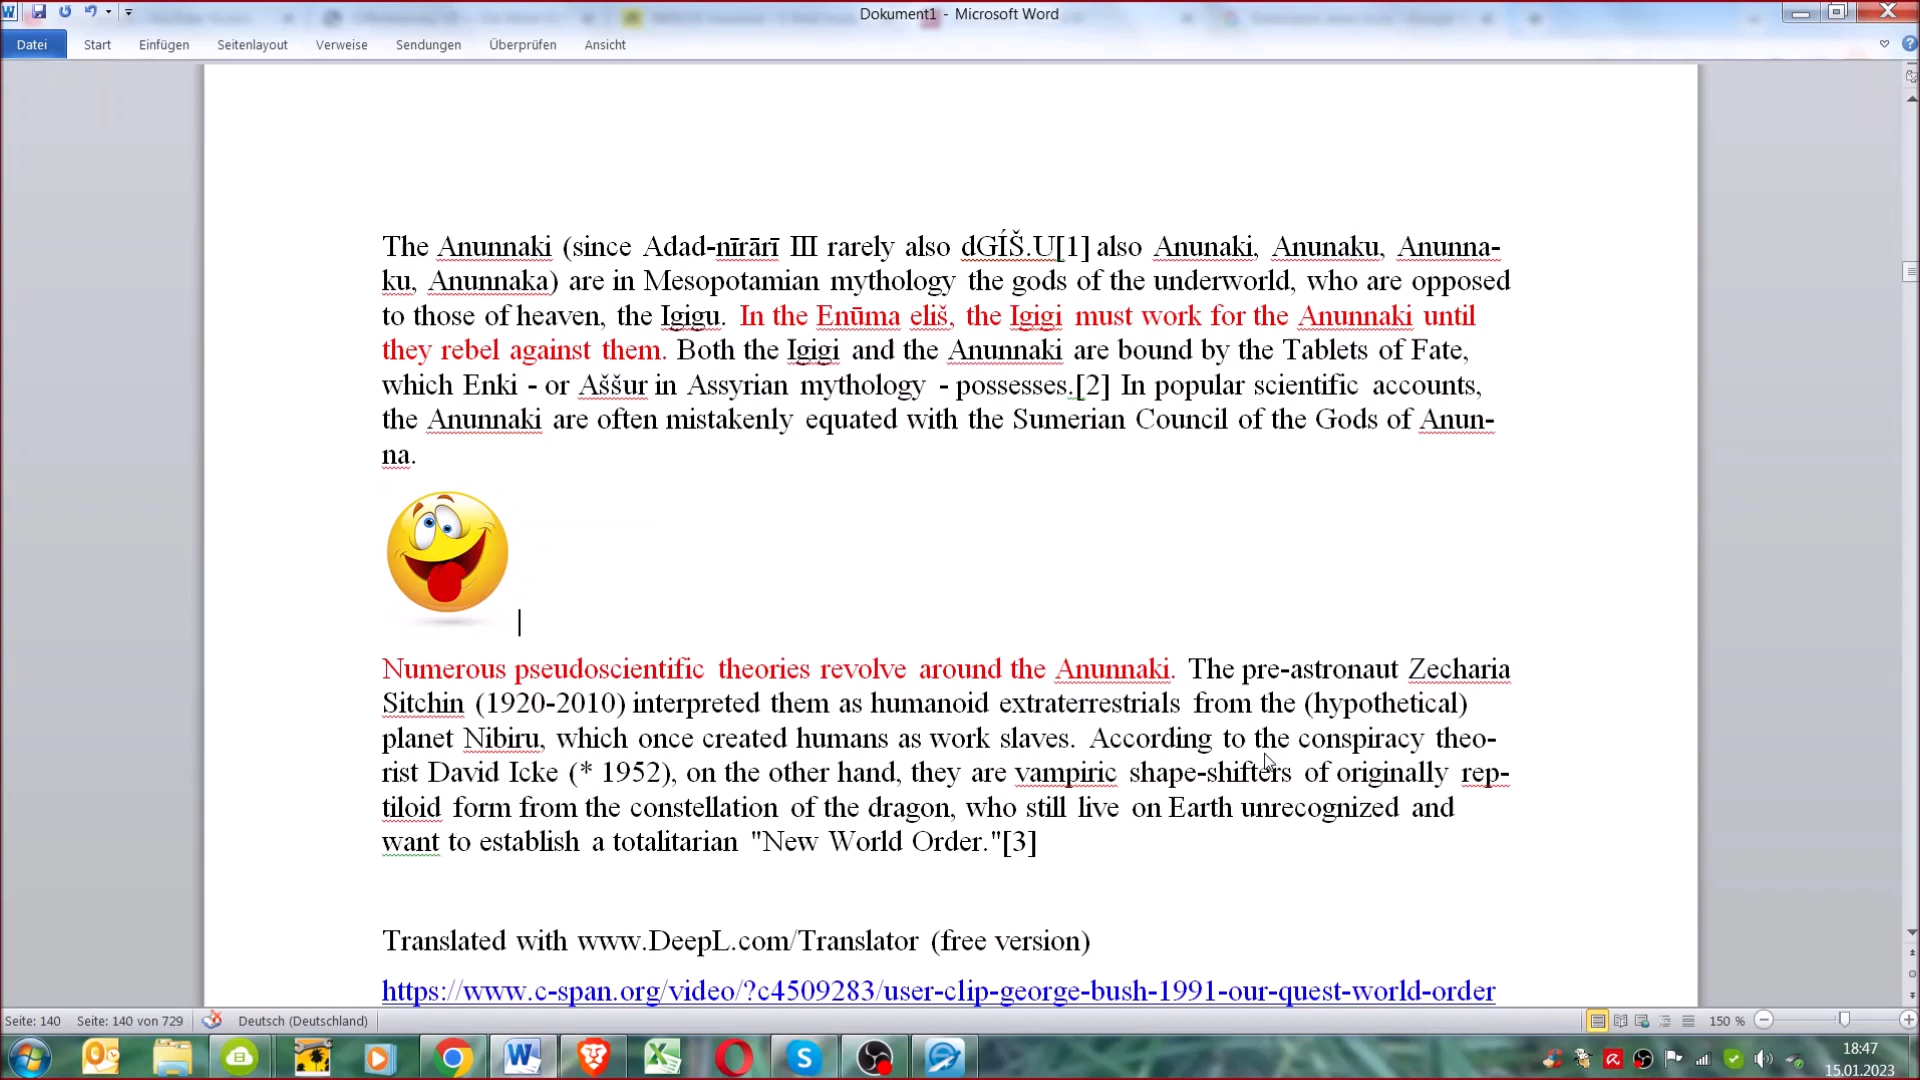 Dokument1 - Microsoft Word
Datei Start Einfügen Seitenlayout Verweise Sendungen Überprüfen Ansicht
The Anunnaki (since Adad-nīrārī III rarely also dGÍŠ.U[1] also Anunaki, Anunaku, Anunna-
ku, Anunnaka) are in Mesopotamian mythology the gods of the underworld, who are opposed
to those of heaven, the Igigu. In the Enūma eliš, the Igigi must work for the Anunnaki until
they rebel against them. Both the Igigi and the Anunnaki are bound by the Tablets of Fate,
which Enki - or Aššur in Assyrian mythology - possesses.[2] In popular scientific accounts,
the Anunnaki are often mistakenly equated with the Sumerian Council of the Gods of Anun-
na.
Numerous pseudoscientific theories revolve around the Anunnaki. The pre-astronaut Zecharia
Sitchin (1920-2010) interpreted them as humanoid extraterrestrials from the (hypothetical)
planet Nibiru, which once created humans as work slaves. According to the conspiracy theo-
rist David Icke (* 1952), on the other hand, they are vampiric shape-shifters of originally rep-
tiloid form from the constellation of the dragon, who still live on Earth unrecognized and
want to establish a totalitarian "New World Order."[3]
Translated with www.DeepL.com/Translator (free version)
https://www.c-span.org/video/?c4509283/user-clip-george-bush-1991-our-quest-world-order
Seite: 140 Seite: 140 von 729 Deutsch (Deutschland) 150 %
18:47
15.01.2023